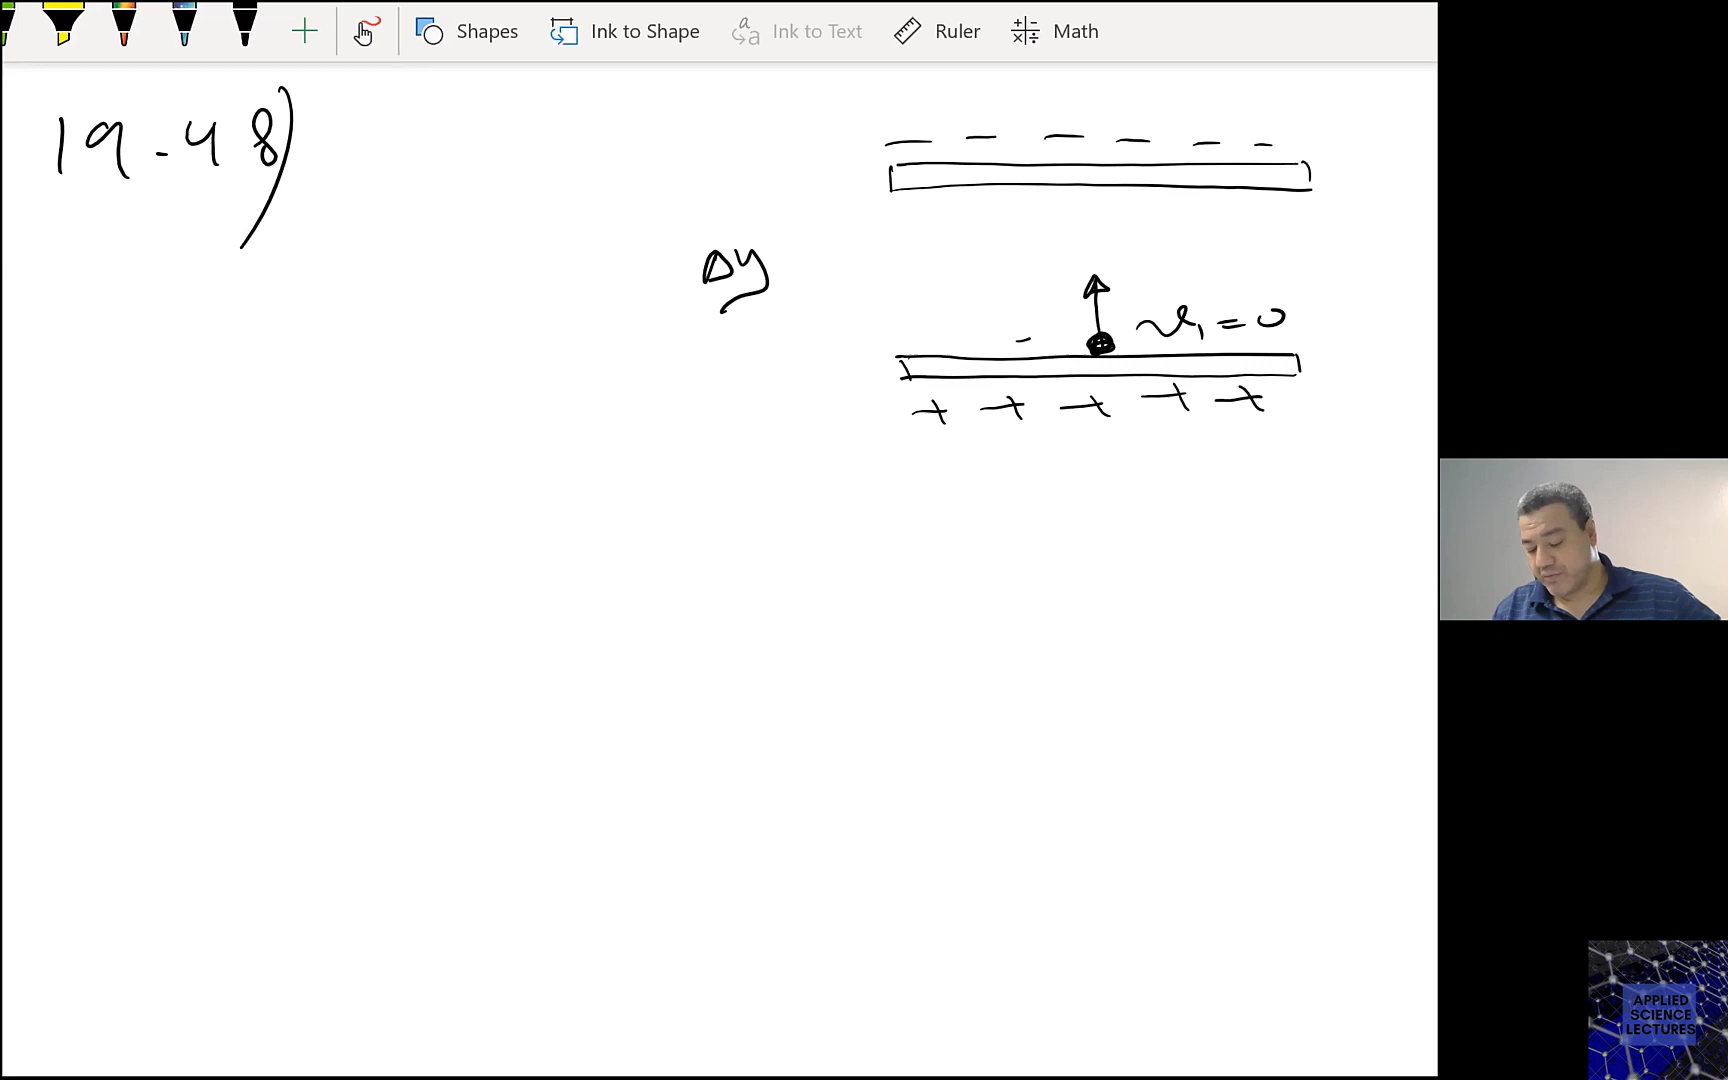 Shapes Ink to Shape Ink to Text Ruler Math
19-48)
Δy
v₁ = 0
APPLIED
SCIENCE
LECTURES